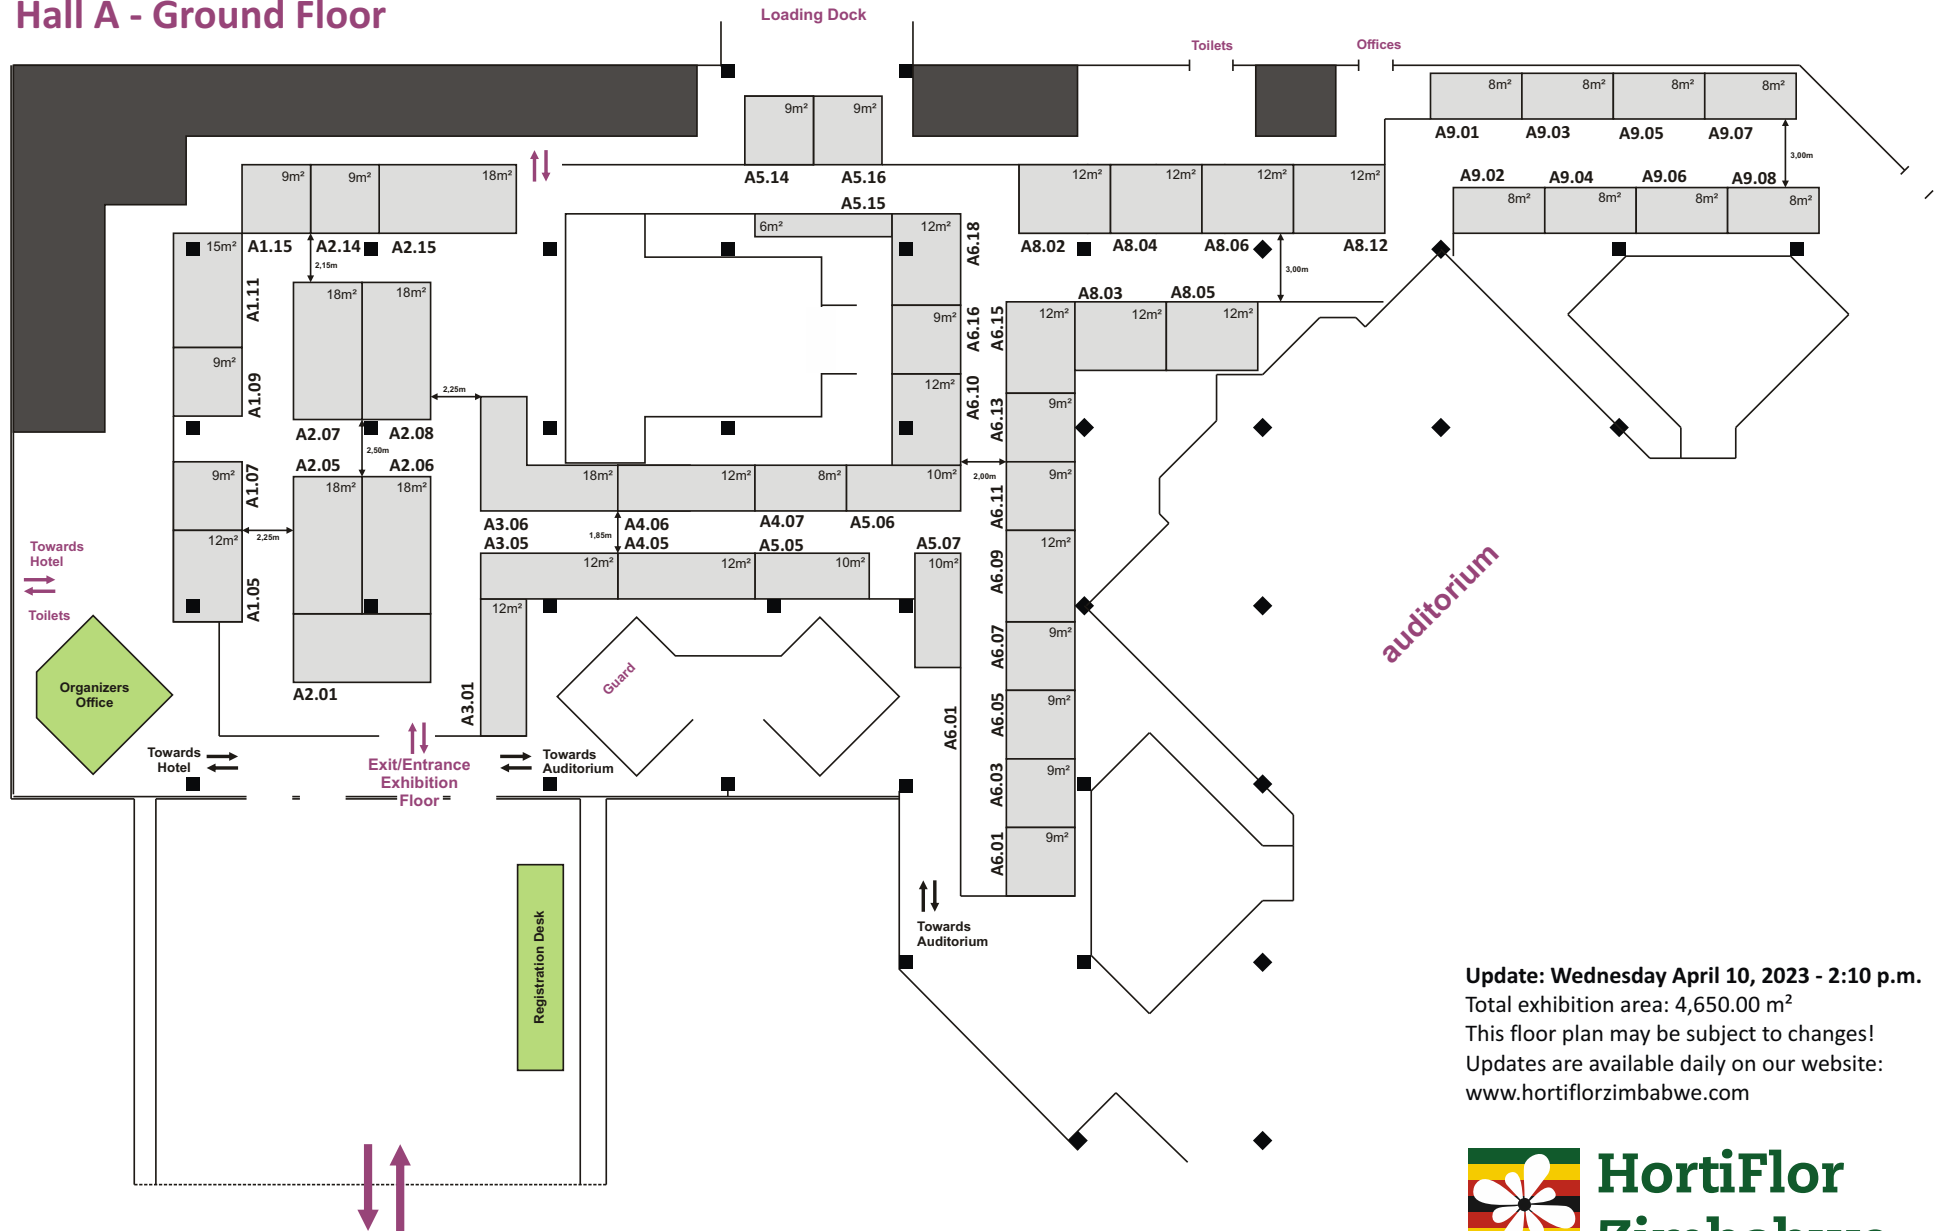 Hall A - Ground Floor
Loading Dock
Toilets
Offices
8m²
8m²
8m²
8m²
A9.01
A9.03
A9.05
A9.07
3,00m
9m²
9m²
A5.14
A5.16
9m²
9m²
18m²
A1.15
A2.14
A2.15
2,15m
12m²
12m²
12m²
12m²
A8.02
A8.04
A8.06
A8.12
3,00m
A9.02
A9.04
A9.06
A9.08
8m²
8m²
8m²
8m²
A5.15
6m²
12m²
A6.18
15m²
A1.11
18m²
18m²
9m²
A6.16
A6.15
12m²
A8.03
A8.05
12m²
12m²
9m²
A1.09
2,25m
12m²
A6.10
9m²
A6.13
A2.07
A2.08
2,50m
A2.05
A2.06
9m²
A1.07
18m²
18m²
18m²
12m²
8m²
10m²
2,00m
9m²
A6.11
A3.06
A4.06
A4.07
A5.06
2,25m
12m²
A1.05
1,85m
A3.05
A4.05
A5.05
A5.07
12m²
12m²
10m²
10m²
12m²
A6.09
Towards
Hotel
Toilets
12m²
A3.01
9m²
A6.07
auditorium
Guard
Organizers
Office
A2.01
A6.01
9m²
A6.05
Towards
Hotel
Exit/Entrance
Exhibition
Floor
Towards
Auditorium
9m²
A6.03
9m²
A6.01
Registration Desk
Towards
Auditorium
Update: Wednesday April 10, 2023 - 2:10 p.m.
Total exhibition area: 4,650.00 m²
This floor plan may be subject to changes!
Updates are available daily on our website:
www.hortiflorzimbabwe.com
HortiFlor
Zimbabwe